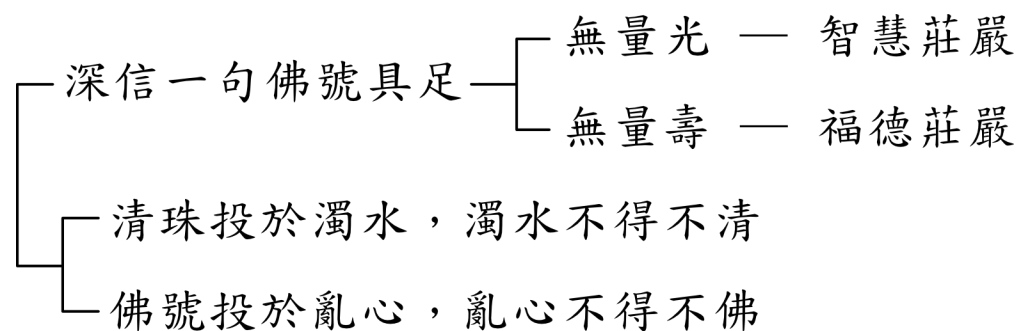 無量光 — 智慧莊嚴
深信一句佛號具足
無量壽 — 福德莊嚴
清珠投於濁水，濁水不得不清
佛號投於亂心，亂心不得不佛